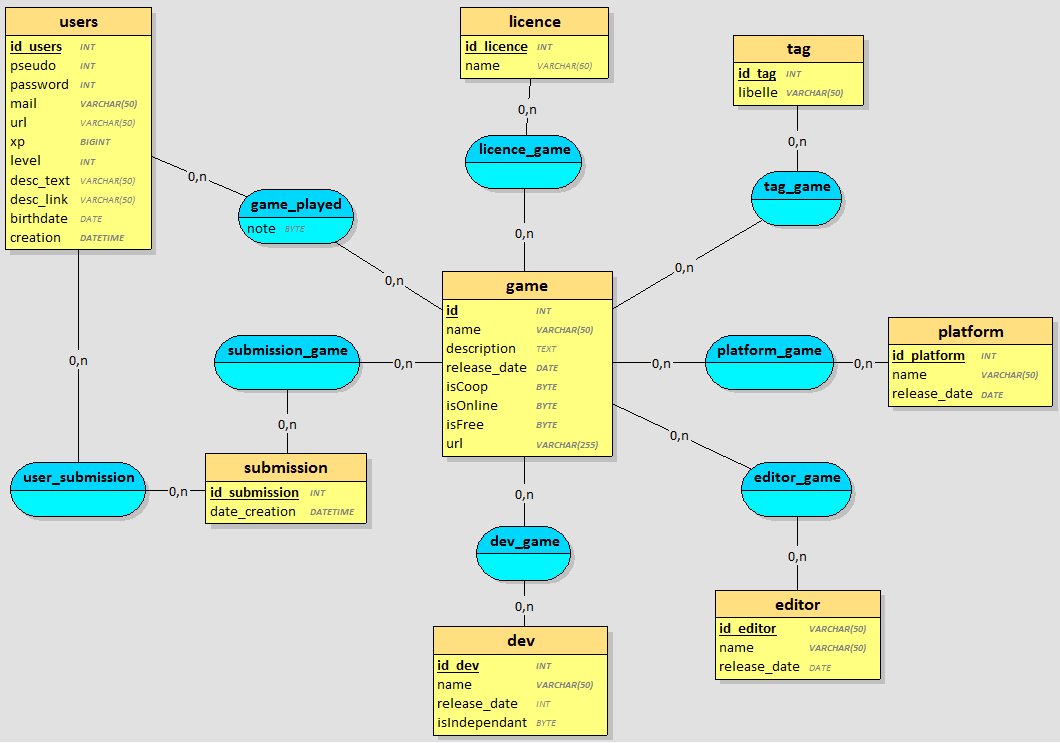 users
id_users INT
pseudo INT
password INT
mail VARCHAR(50)
url VARCHAR(50)
xp BIGINT
level INT
desc_text VARCHAR(50)
desc_link VARCHAR(50)
birthdate DATE
creation DATETIME
licence
id_licence INT
name VARCHAR(60)
tag
id_tag INT
libelle VARCHAR(50)
0,n
0,n
licence_game
0,n
tag_game
0,n
game_played
note BYTE
0,n
0,n
0,n
game
id INT
name VARCHAR(50)
description TEXT
release_date DATE
isCoop BYTE
isOnline BYTE
isFree BYTE
url VARCHAR(255)
platform
id_platform INT
name VARCHAR(50)
release_date DATE
submission_game
0,n
0,n
platform_game
0,n
0,n
0,n
0,n
submission
id_submission INT
date_creation DATETIME
user_submission
0,n
editor_game
0,n
dev_game
0,n
0,n
editor
id_editor VARCHAR(50)
name VARCHAR(50)
release_date DATE
dev
id_dev INT
name VARCHAR(50)
release_date INT
isIndependant BYTE